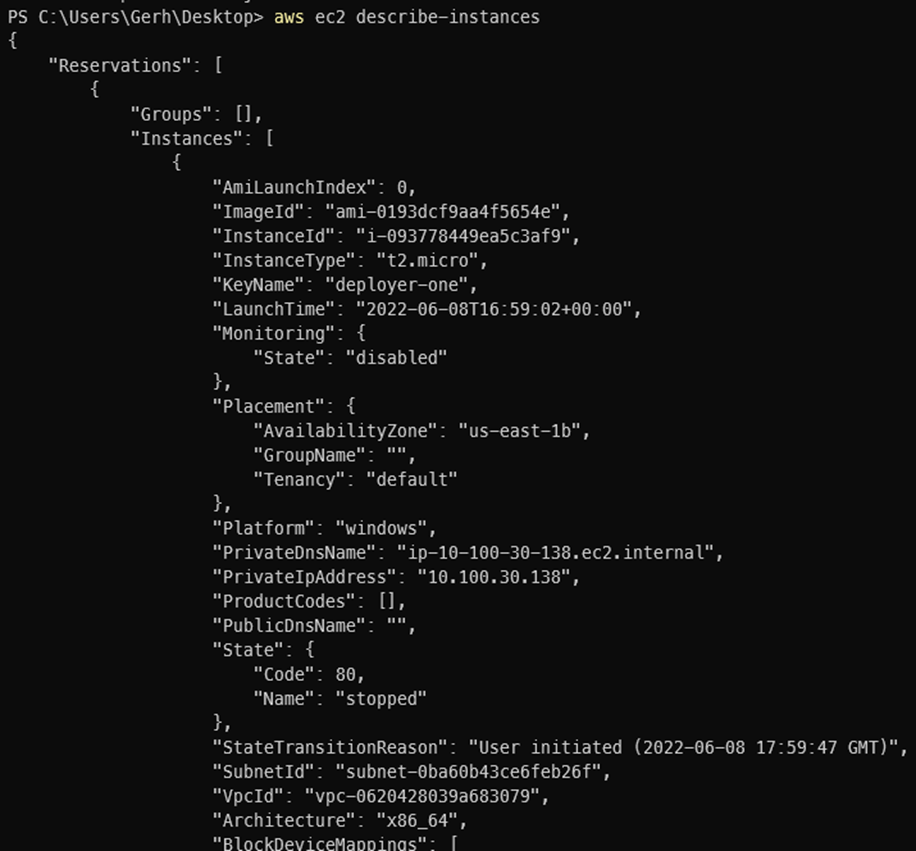 PS C:\Users\Gerh\Desktop> aws ec2 describe-instances
{
    "Reservations": [
        {
            "Groups": [],
            "Instances": [
                {
                    "AmiLaunchIndex": 0,
                    "ImageId": "ami-0193dcf9aa4f5654e",
                    "InstanceId": "i-093778449ea5c3af9",
                    "InstanceType": "t2.micro",
                    "KeyName": "deployer-one",
                    "LaunchTime": "2022-06-08T16:59:02+00:00",
                    "Monitoring": {
                        "State": "disabled"
                    },
                    "Placement": {
                        "AvailabilityZone": "us-east-1b",
                        "GroupName": "",
                        "Tenancy": "default"
                    },
                    "Platform": "windows",
                    "PrivateDnsName": "ip-10-100-30-138.ec2.internal",
                    "PrivateIpAddress": "10.100.30.138",
                    "ProductCodes": [],
                    "PublicDnsName": "",
                    "State": {
                        "Code": 80,
                        "Name": "stopped"
                    },
                    "StateTransitionReason": "User initiated (2022-06-08 17:59:47 GMT)",
                    "SubnetId": "subnet-0ba60b43ce6feb26f",
                    "VpcId": "vpc-0620428039a683079",
                    "Architecture": "x86_64",
                    "BlockDeviceMappings": [